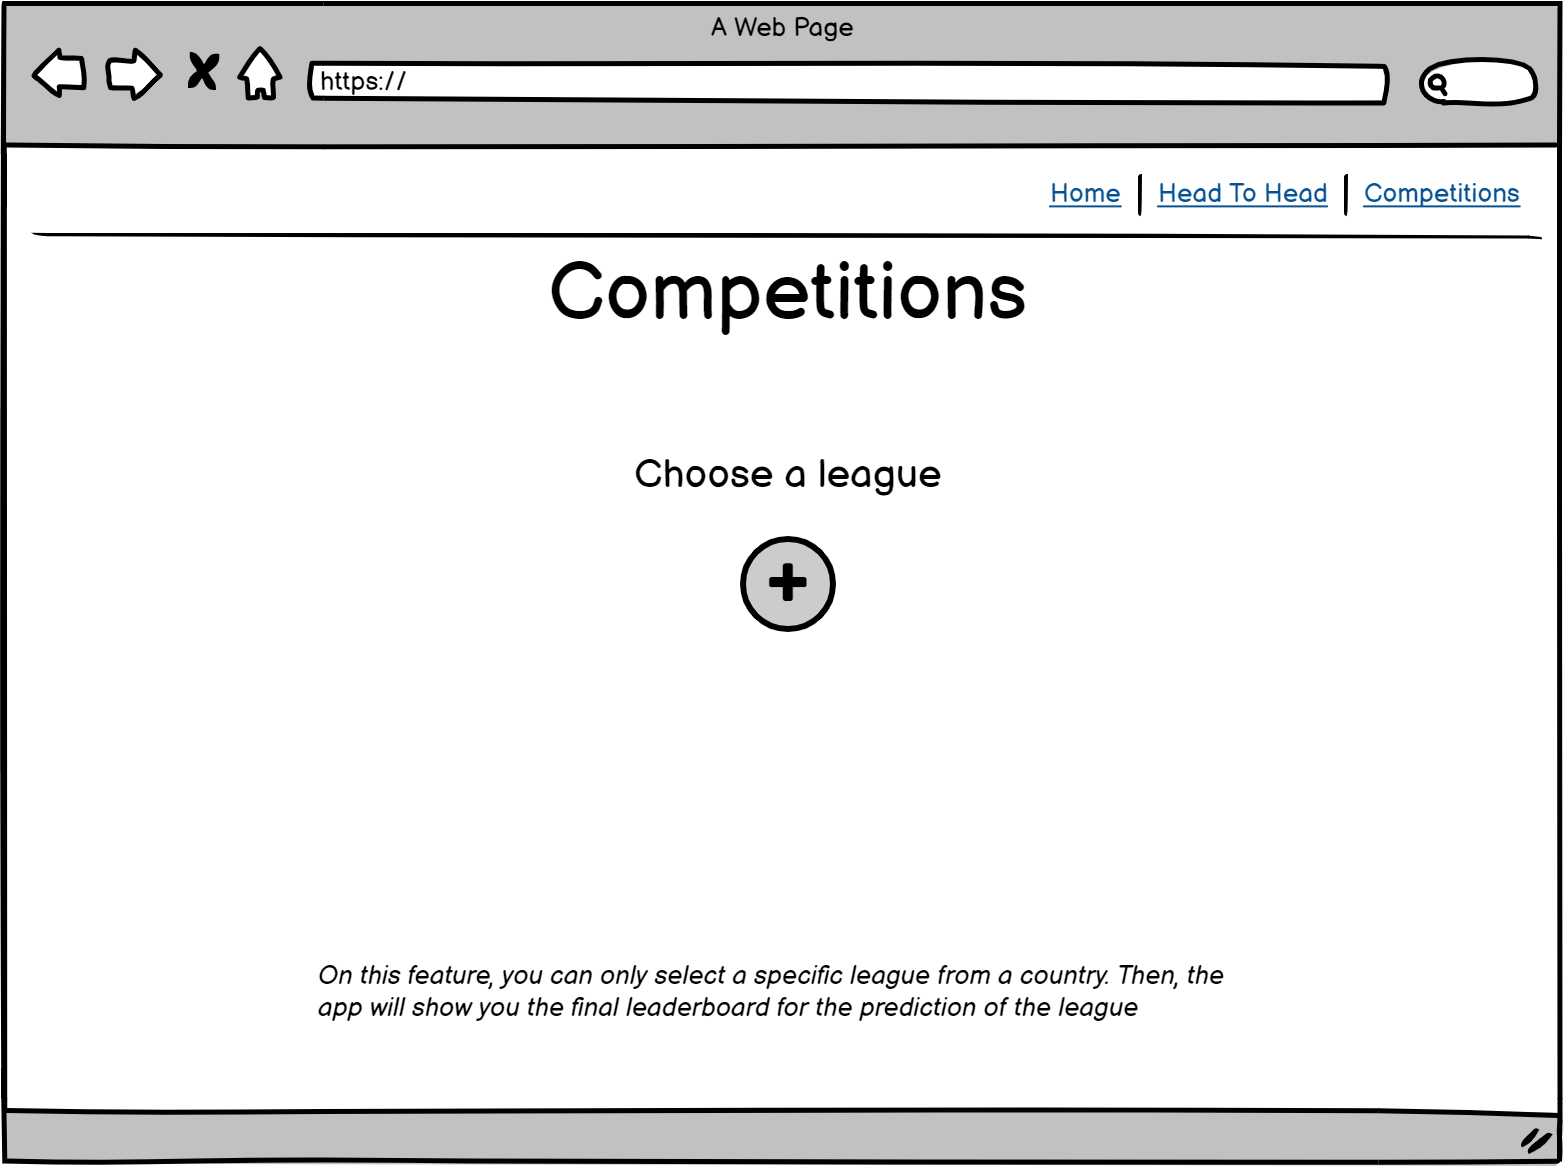 A Web Page
https://
Home
Head To Head
Competitions
Competitions
Choose a league
On this feature, you can only select a specific league from a country. Then, the
app will show you the final leaderboard for the prediction of the league